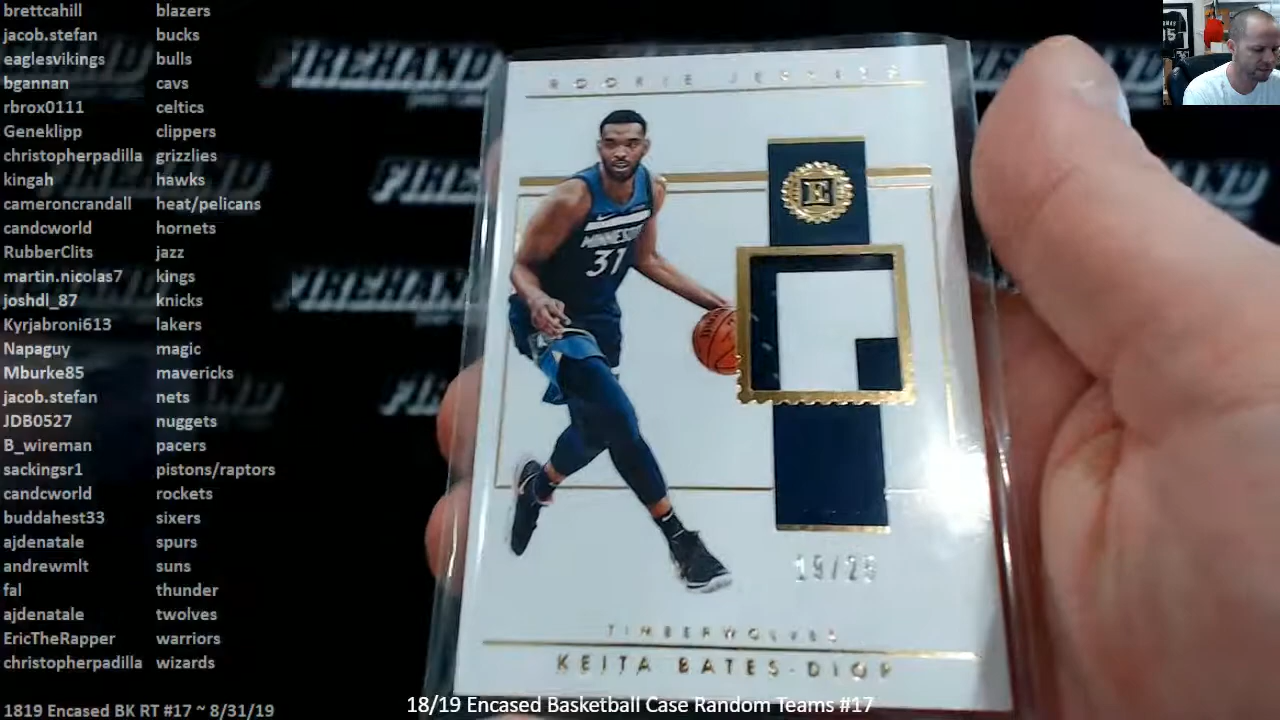 brettcahill blazers
jacob.stefan bucks
eaglesvikings bulls
bgannan cavs
rbrox0111 celtics
Geneklipp clippers
christopherpadilla grizzlies
kingah hawks
cameroncrandall heat/pelicans
candcworld hornets
RubberClits jazz
martin.nicolas7 kings
joshdl_87 knicks
Kyrjabroni613 lakers
Napaguy magic
Mburke85 mavericks
jacob.stefan nets
JDB0527 nuggets
B_wireman pacers
sackingsr1 pistons/raptors
candcworld rockets
buddahest33 sixers
ajdenatale spurs
andrewmlt suns
fal thunder
ajdenatale twolves
EricTheRapper warriors
christopherpadilla wizards
1819 Encased BK RT #17 ~ 8/31/19
FIREHAND
ROOKIE JERSEYS
E
MINNESOTA
31
SPALDING
19/25
TIMBERWOLVES
KEITA BATES-DIOP
18/19 Encased Basketball Case Random Teams #17